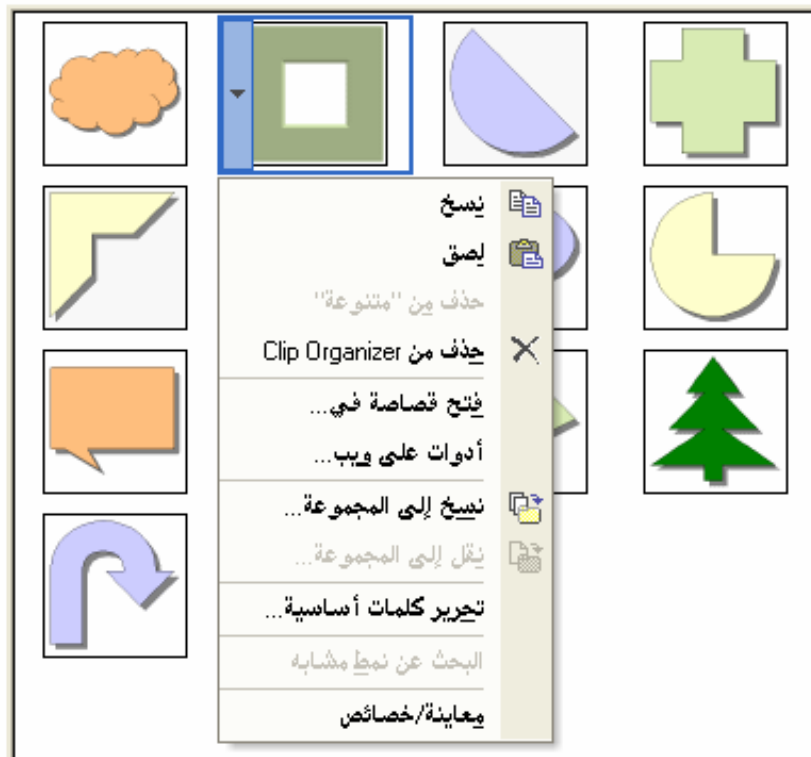 نسخ
لصق
حذف من "متنوعة"
حذف من Clip Organizer
فتح قصاصة في...
أدوات على ويب...
نسخ إلى المجموعة...
نقل إلى المجموعة...
تحرير كلمات أساسية...
البحث عن نمط مشابه
معاينة/خصائص